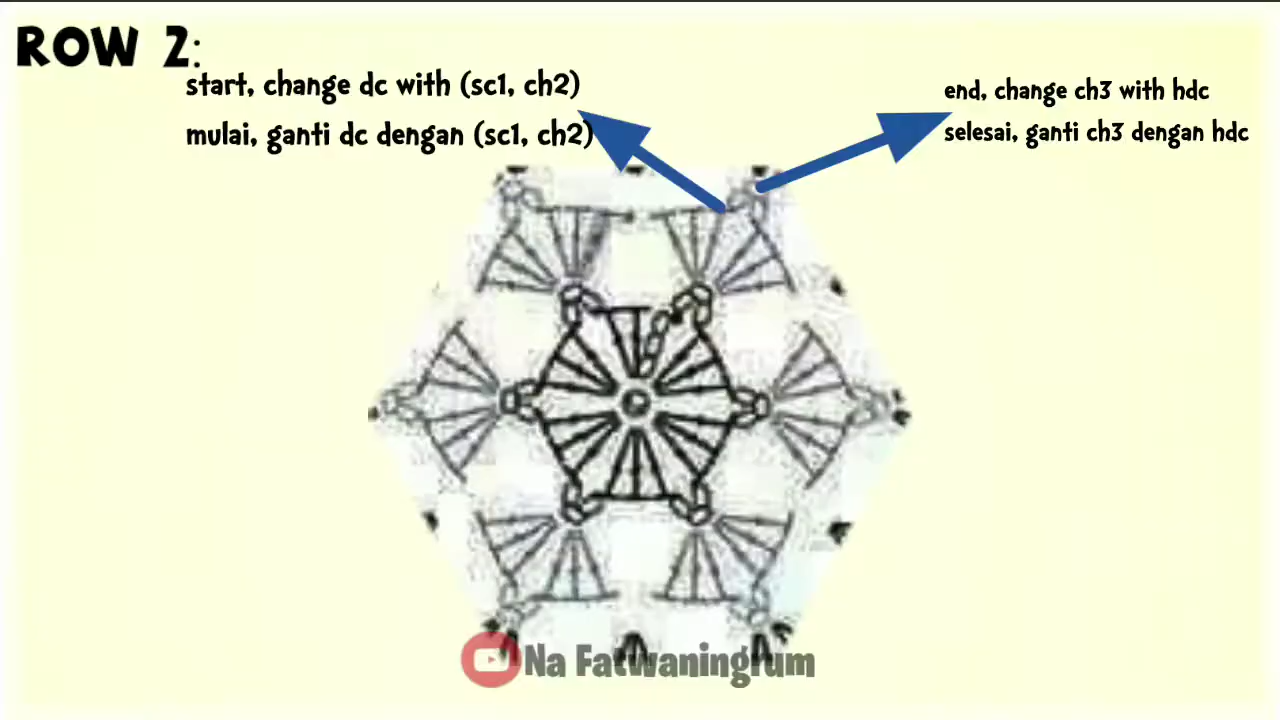 ROW 2:
start, change dc with (sc1, ch2)
mulai, ganti dc dengan (sc1, ch2)
end, change ch3 with hdc
selesai, ganti ch3 dengan hdc
Na Fatwaningrum